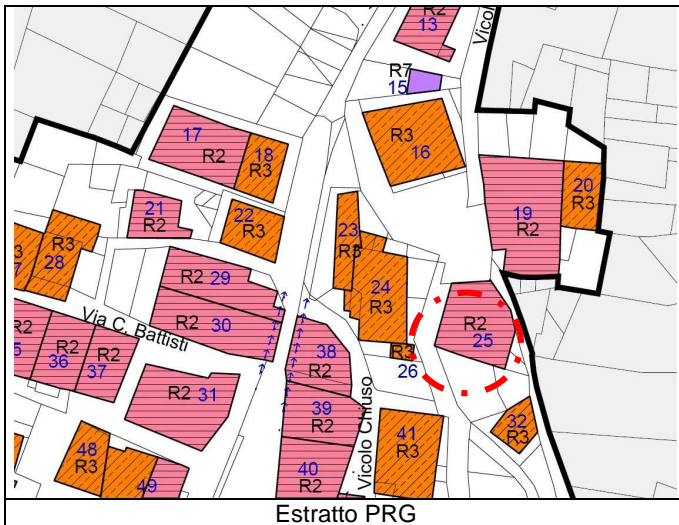 R2
13
Vicolo
R7
15
17
R2
18
R3
R3
16
20
R3
19
R2
21
R2
22
R3
23
R3
R3
28
R2 29
24
R3
R2
30
R2
25
Via C. Battisti
38
R2
R3
26
R2
36
R2
37
R2 31
39
R2
Vicolo Chiuso
41
R3
32
R3
48
R3
49
40
R2
Estratto PRG